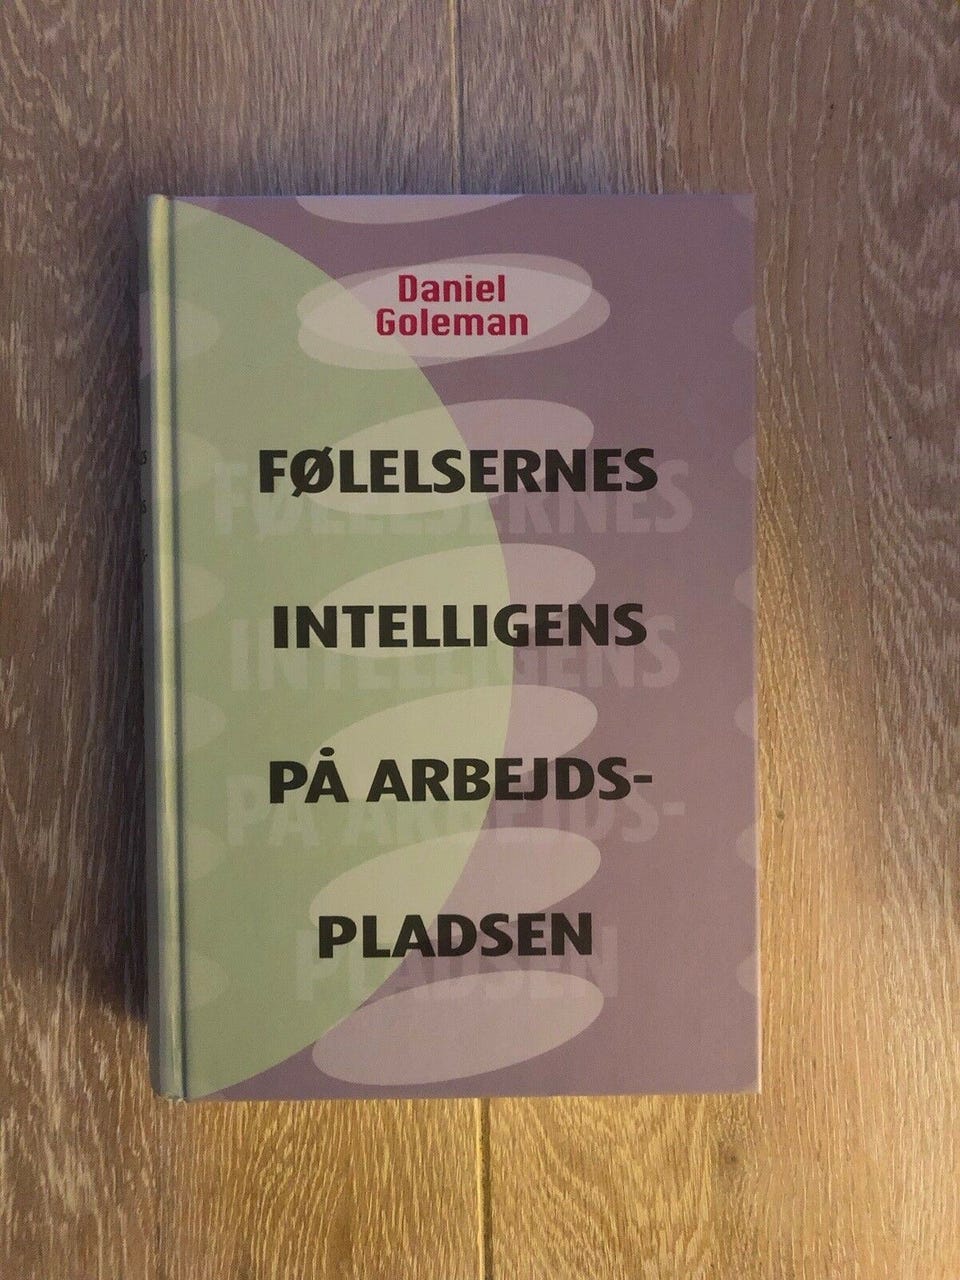 Daniel
Goleman
FØLELSERNES
INTELLIGENS
PÅ ARBEJDS-
PLADSEN